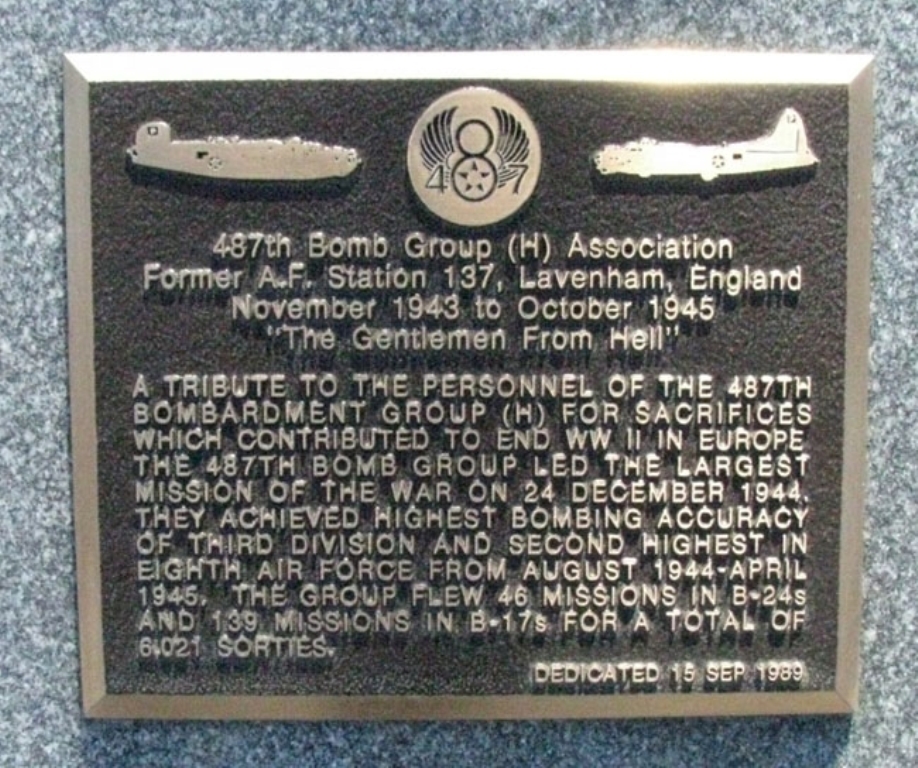 487
487th Bomb Group (H) Association
Former A.F. Station 137, Lavenham, England
November 1943 to October 1945
"The Gentlemen From Hell"
A TRIBUTE TO THE PERSONNEL OF THE 487TH
BOMBARDMENT GROUP (H) FOR SACRIFICES
WHICH CONTRIBUTED TO END WW II IN EUROPE
THE 487TH BOMB GROUP LED THE LARGEST
MISSION OF THE WAR ON 24 DECEMBER 1944.
THEY ACHIEVED HIGHEST BOMBING ACCURACY
OF THIRD DIVISION AND SECOND HIGHEST IN
EIGHTH AIR FORCE FROM AUGUST 1944-APRIL
1945. THE GROUP FLEW 46 MISSIONS IN B-24s
AND 139 MISSIONS IN B-17s FOR A TOTAL OF
6,021 SORTIES.
DEDICATED 15 SEP 1989